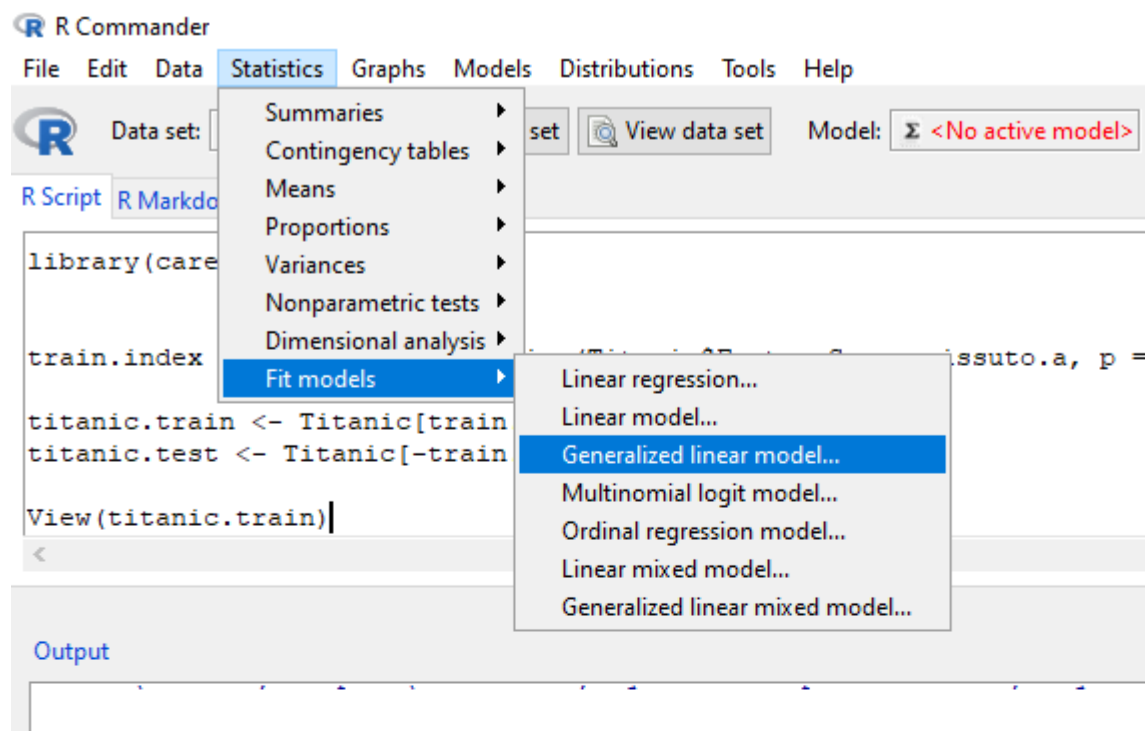 R Commander
File Edit Data Statistics Graphs Models Distributions Tools Help
Data set: set View data set Model: Σ <No active model>
R Script R Markdo
Summaries
Contingency tables
Means
Proportions
Variances
Nonparametric tests
Dimensional analysis
Fit models
Linear regression...
Linear model...
Generalized linear model...
Multinomial logit model...
Ordinal regression model...
Linear mixed model...
Generalized linear mixed model...
library(care
train.index issuto.a, p =
titanic.train <- Titanic[train
titanic.test <- Titanic[-train
View(titanic.train)
Output